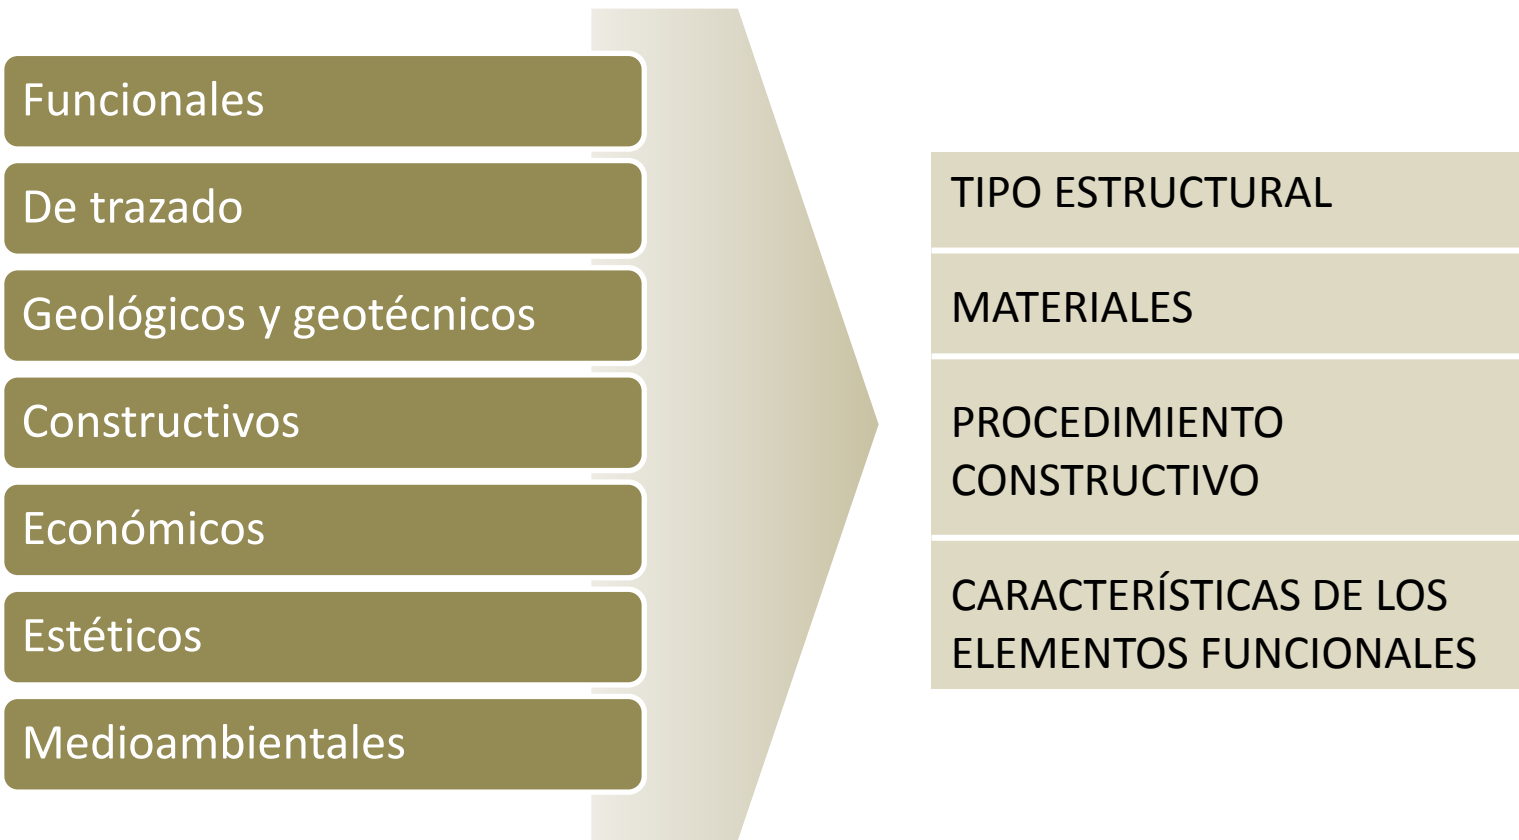 Funcionales
De trazado
Geológicos y geotécnicos
Constructivos
Económicos
Estéticos
Medioambientales
TIPO ESTRUCTURAL
MATERIALES
PROCEDIMIENTO
CONSTRUCTIVO
CARACTERÍSTICAS DE LOS
ELEMENTOS FUNCIONALES